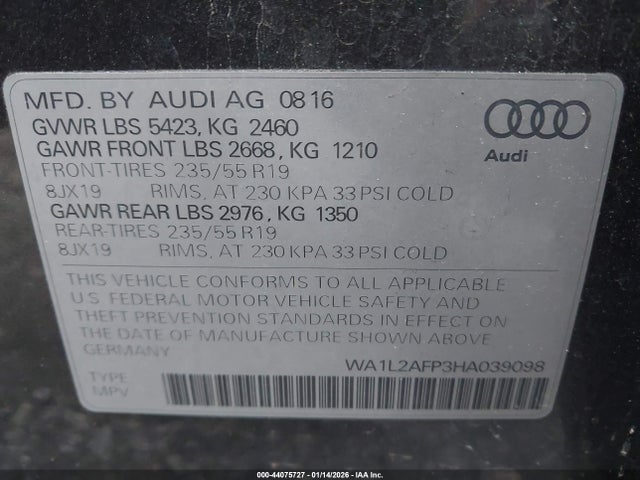 MFD. BY AUDI AG 08 16
GVWR LBS 5423, KG 2460
GAWR FRONT LBS 2668, KG 1210
FRONT-TIRES 235/55 R19
8JX19 RIMS, AT 230 KPA 33 PSI COLD
GAWR REAR LBS 2976, KG 1350
REAR-TIRES 235/55 R19
8JX19 RIMS, AT 230 KPA 33 PSI COLD
Audi
THIS VEHICLE CONFORMS TO ALL APPLICABLE
U.S. FEDERAL MOTOR VEHICLE SAFETY AND
THEFT PREVENTION STANDARDS IN EFFECT ON
THE DATE OF MANUFACTURE SHOWN ABOVE
GERMANY
WA1L2AFP3HA039098
TYPE
MPV
000-44075727 - 01/14/2026 - IAA Inc.